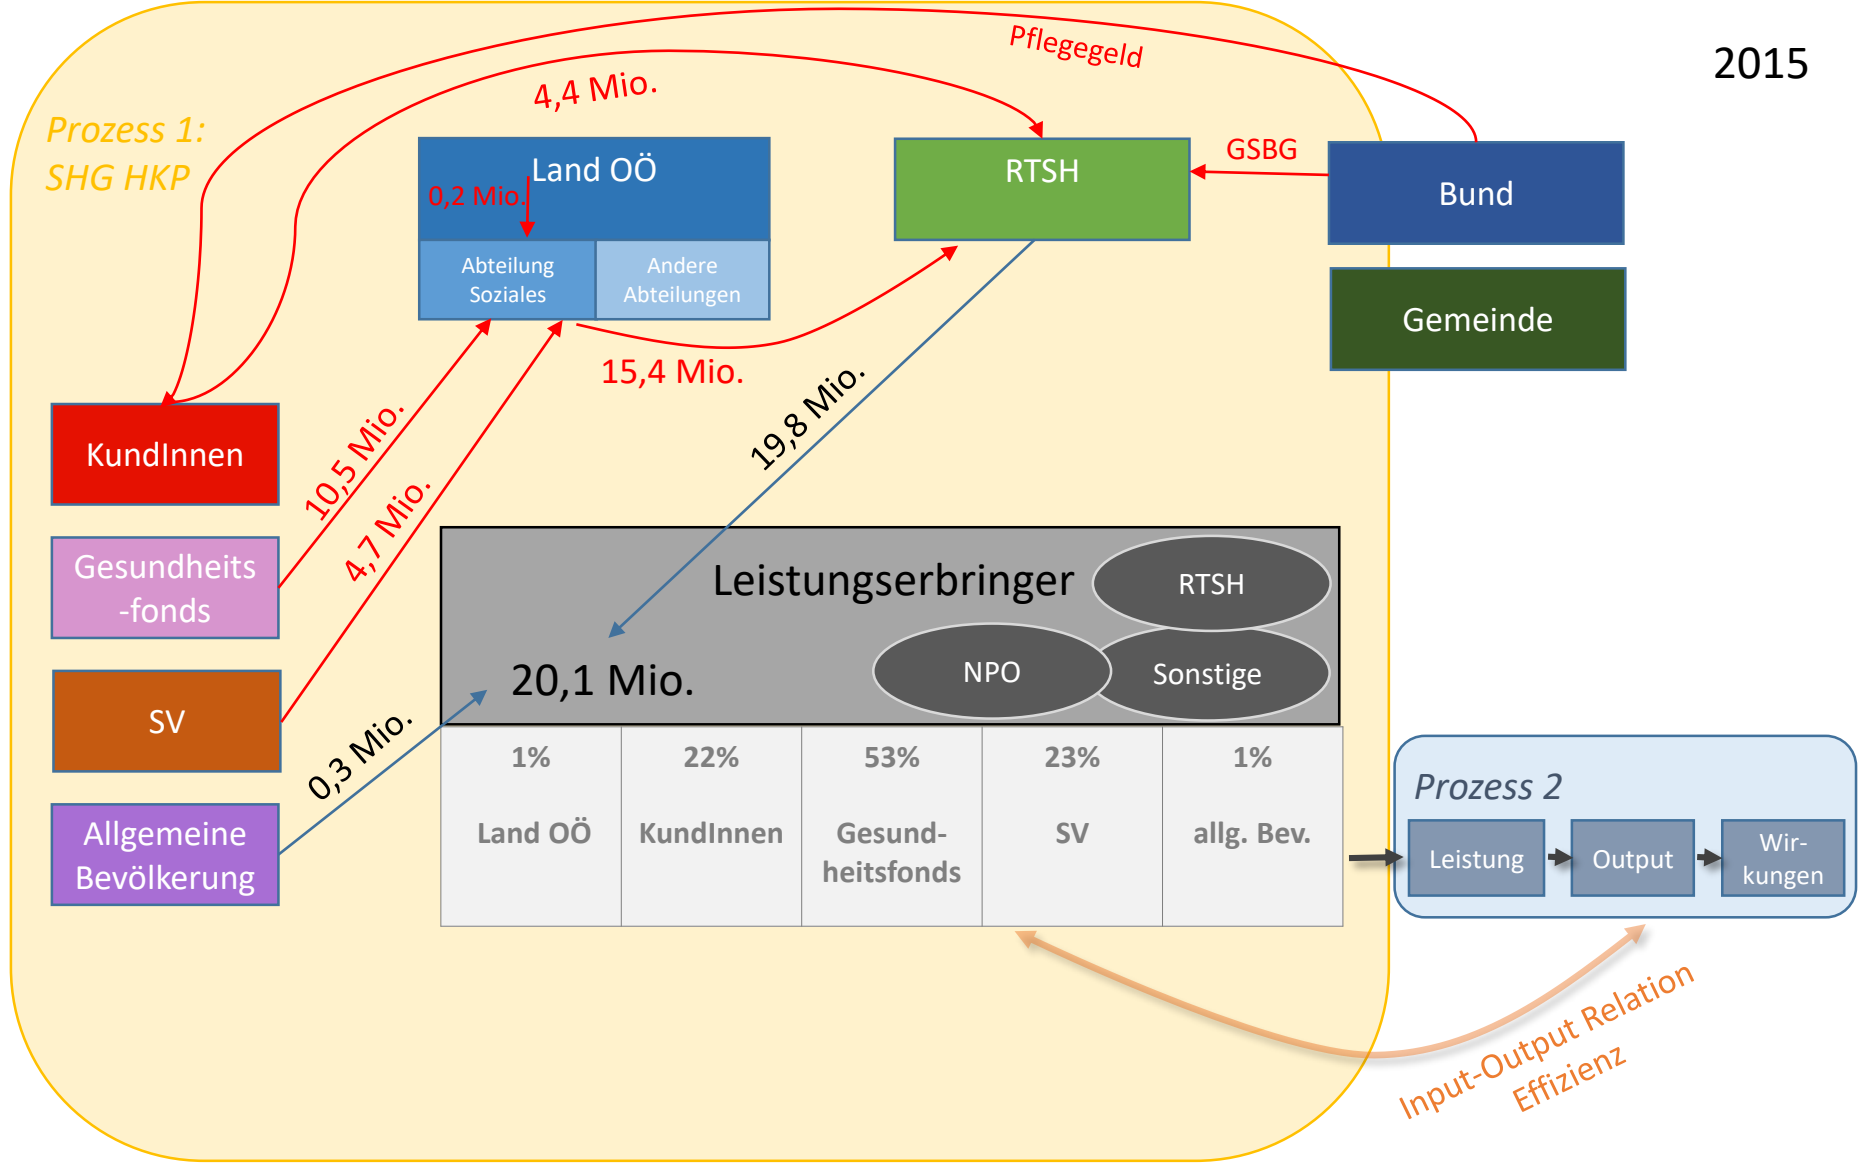 2015
Pflegegeld
4,4 Mio.
Prozess 1:
SHG HKP
Land OÖ
0,2 Mio.
Abteilung
Soziales
Andere
Abteilungen
RTSH
GSBG
Bund
Gemeinde
15,4 Mio.
19,8 Mio.
KundInnen
10,5 Mio.
4,7 Mio.
Gesundheits
-fonds
SV
0,3 Mio.
Allgemeine
Bevölkerung
Leistungserbringer
RTSH
NPO
Sonstige
20,1 Mio.
1%
22%
53%
23%
1%
Land OÖ
KundInnen
Gesund-
heitsfonds
SV
allg. Bev.
Prozess 2
Leistung
Output
Wir-
kungen
Input-Output Relation
Effizienz